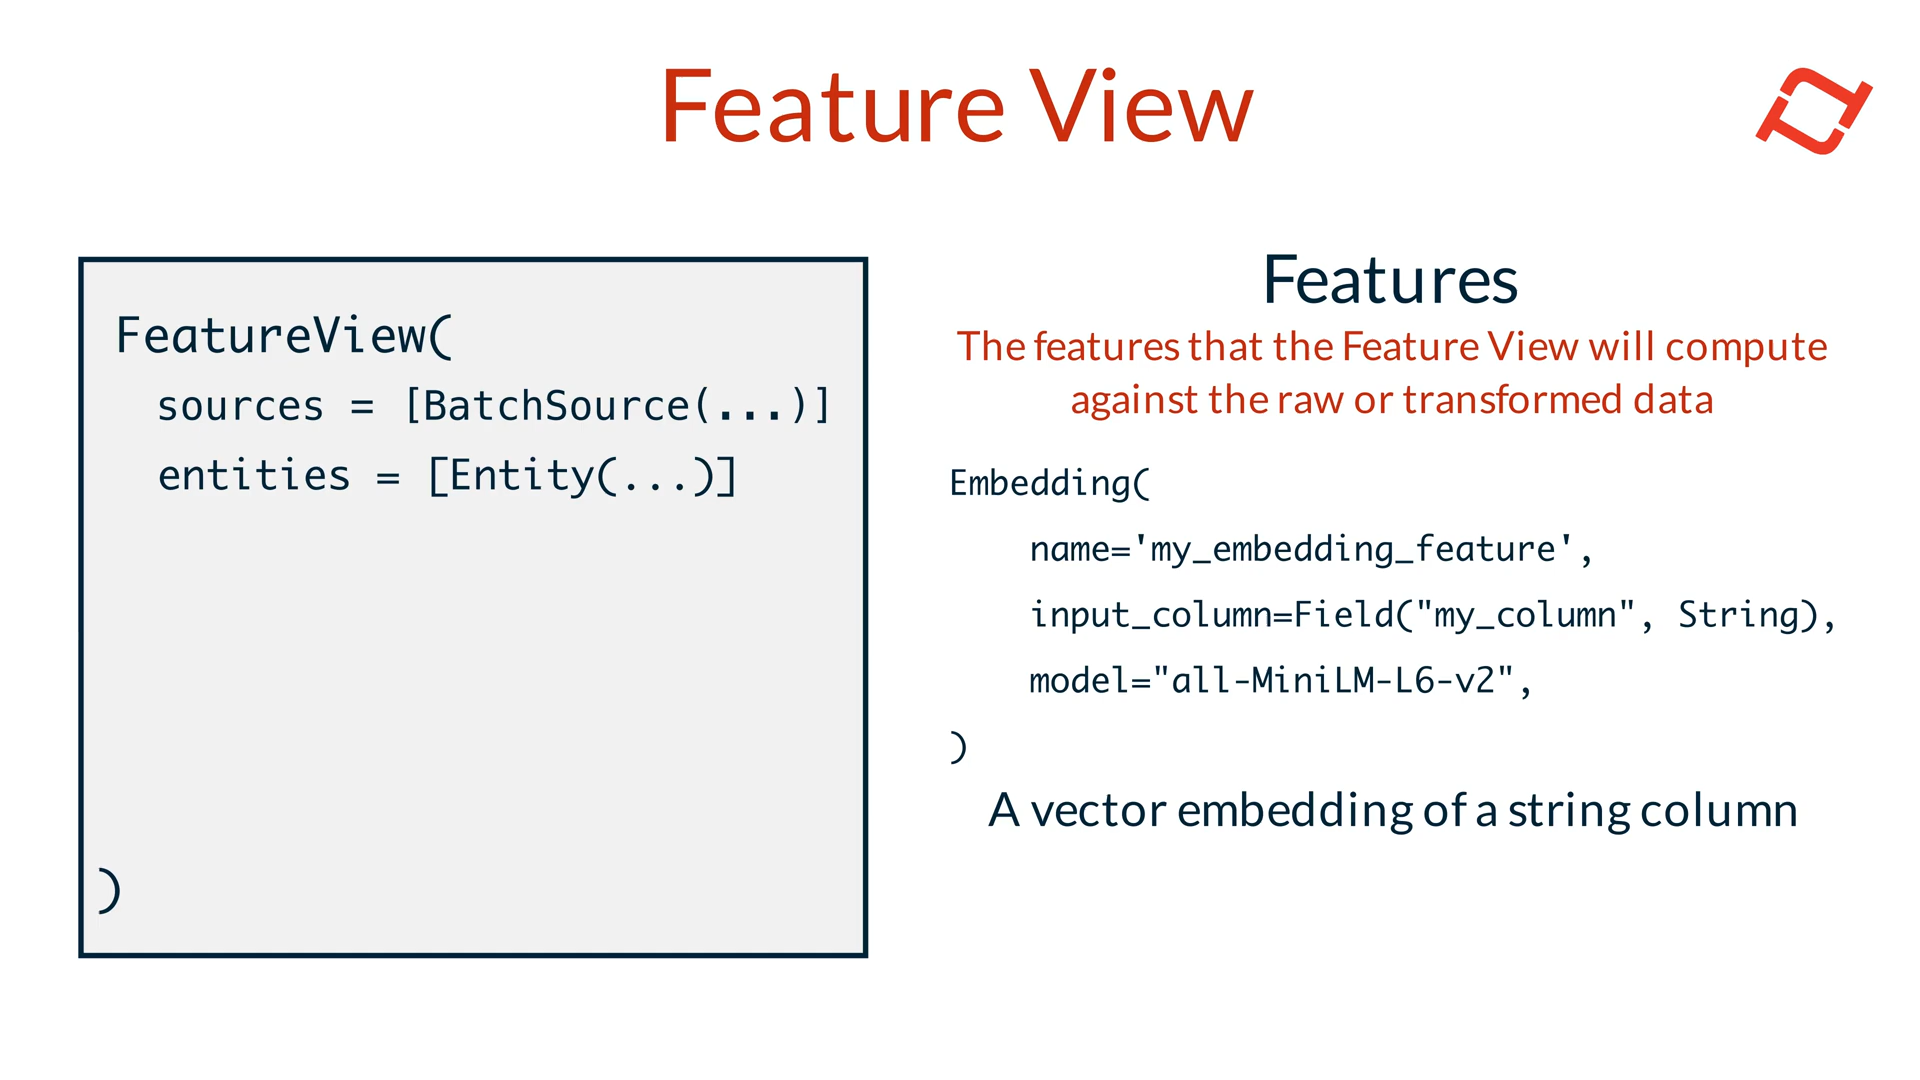 Feature View
FeatureView(
sources = [BatchSource(...)]
entities = [Entity(...)]
)
Features
The features that the Feature View will compute
against the raw or transformed data
Embedding(
name='my_embedding_feature',
input_column=Field("my_column", String),
model="all-MiniLM-L6-v2",
)
A vector embedding of a string column